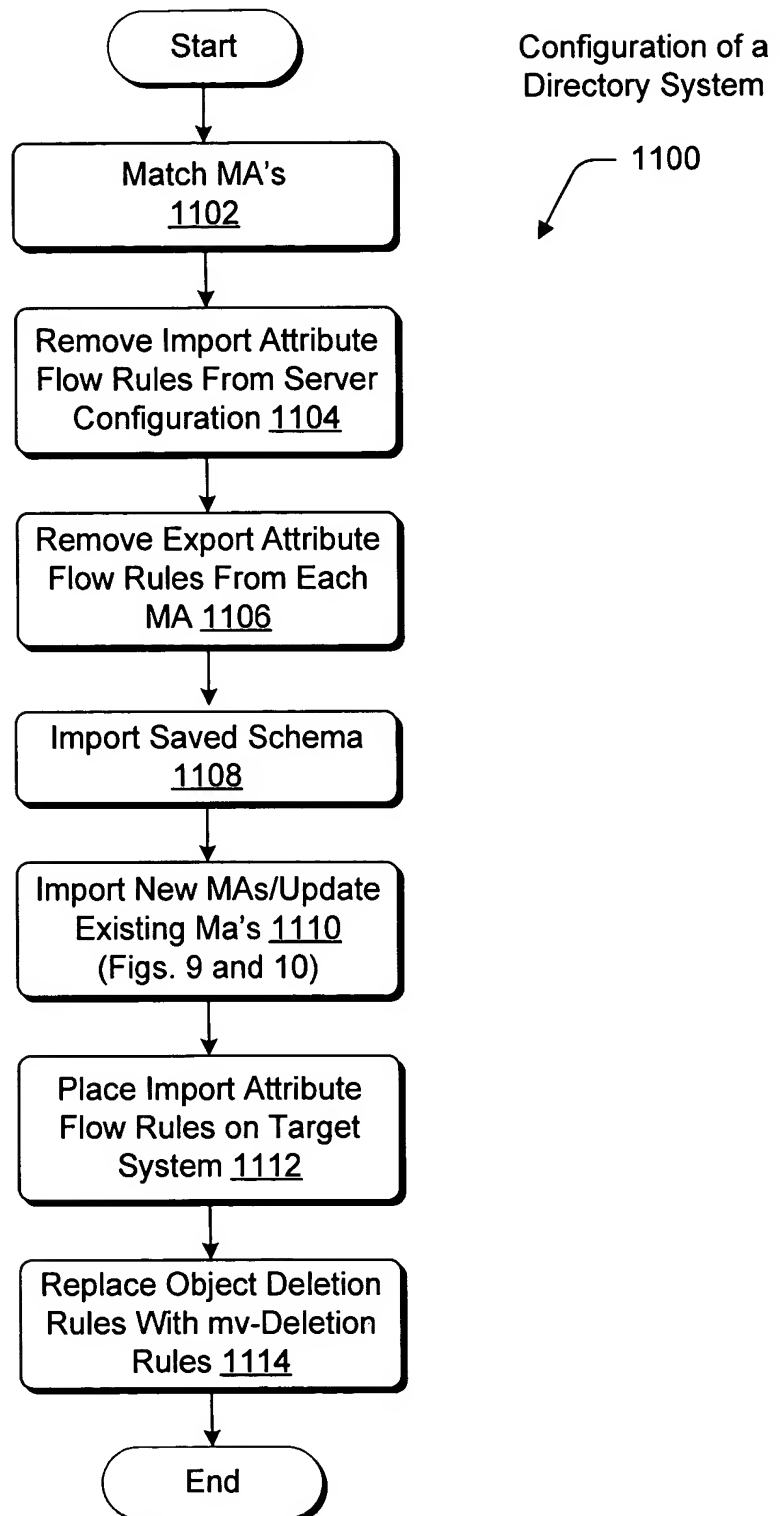 Start
Configuration of a
Directory System
1100
Match MA's
1102
Remove Import Attribute
Flow Rules From Server
Configuration 1104
Remove Export Attribute
Flow Rules From Each
MA 1106
Import Saved Schema
1108
Import New MAs/Update
Existing Ma's 1110
(Figs. 9 and 10)
Place Import Attribute
Flow Rules on Target
System 1112
Replace Object Deletion
Rules With mv-Deletion
Rules 1114
End